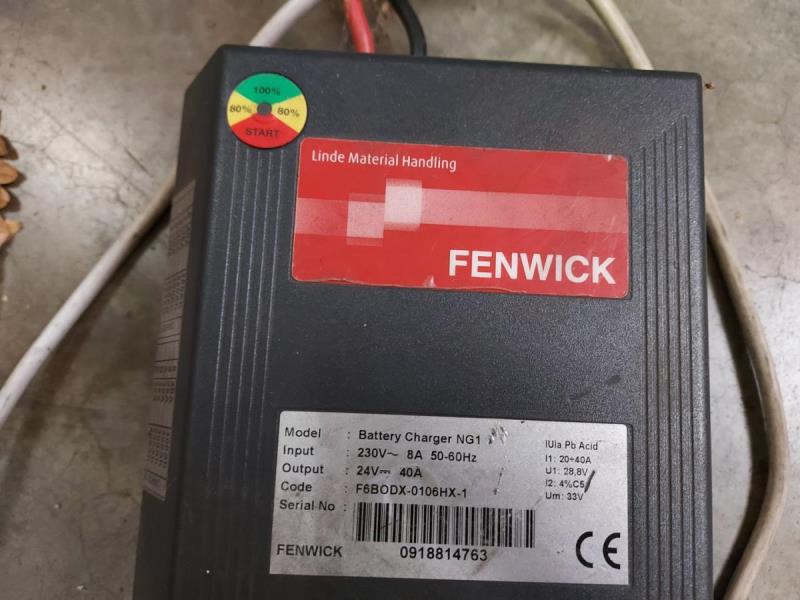 100%
80% 80%
START
Linde Material Handling
FENWICK
Model : Battery Charger NG1
Input : 230V~ 8A 50-60Hz
Output : 24V⎓ 40A
Code : F6BODX-0106HX-1
Serial No :
IUIa Pb Acid
I1: 20÷40A
U1: 28,8V
I2: 4%C5
Um: 33V
FENWICK 0918814763
CE